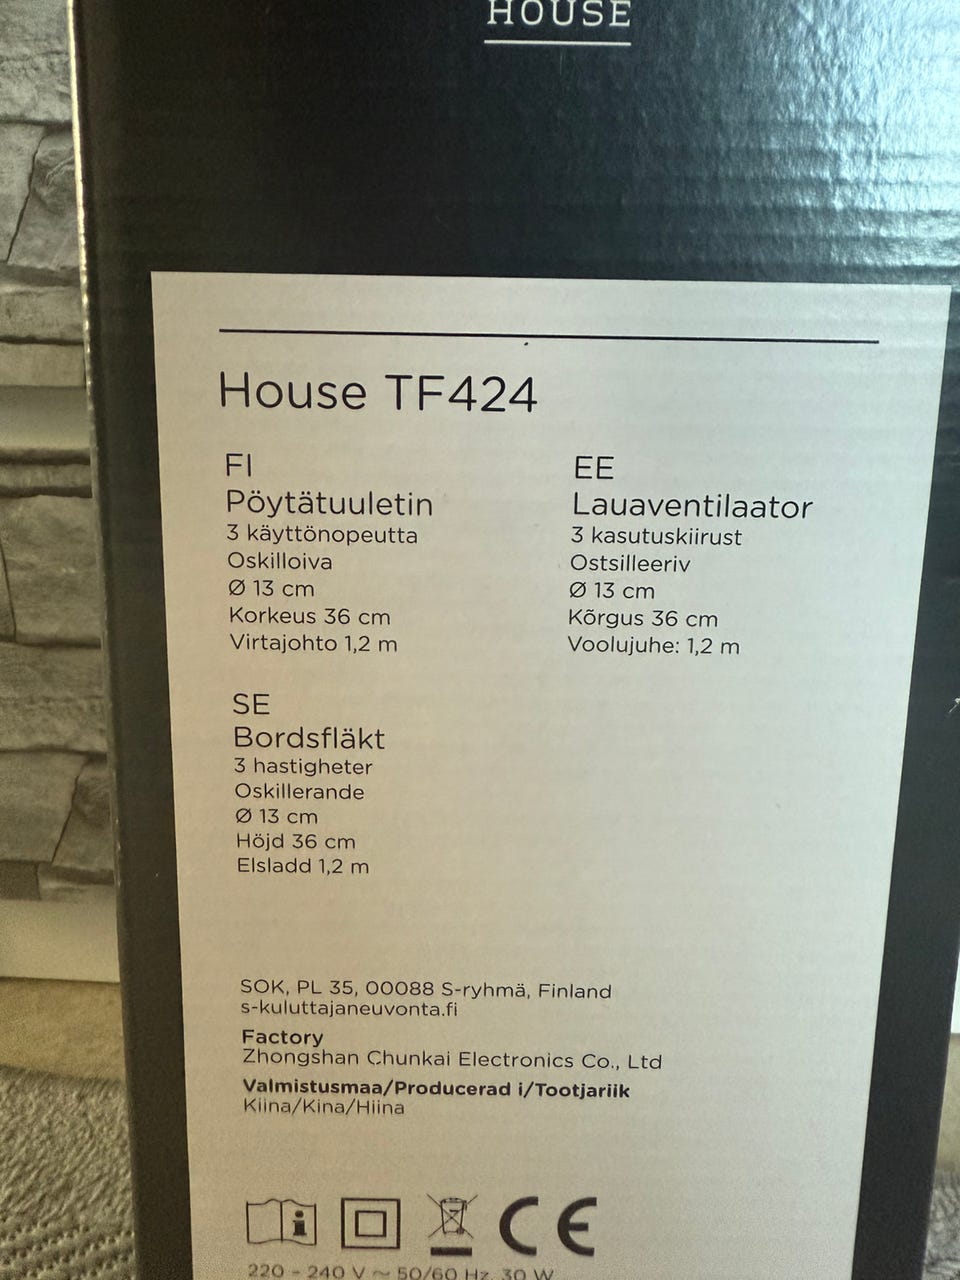 HOUSE
House TF424
FI
Pöytätuuletin
3 käyttönopeutta
Oskilloiva
Ø 13 cm
Korkeus 36 cm
Virtajohto 1,2 m
EE
Lauaventilaator
3 kasutuskiirust
Ostsilleeriv
Ø 13 cm
Kõrgus 36 cm
Voolujuhe: 1,2 m
SE
Bordsfläkt
3 hastigheter
Oskillerande
Ø 13 cm
Höjd 36 cm
Elsladd 1,2 m
SOK, PL 35, 00088 S-ryhmä, Finland
s-kuluttajaneuvonta.fi
Factory
Zhongshan Chunkai Electronics Co., Ltd
Valmistusmaa/Producerad i/Tootjariik
Kiina/Kina/Hiina
i CE
220 - 240 V ~ 50/60 Hz, 30 W